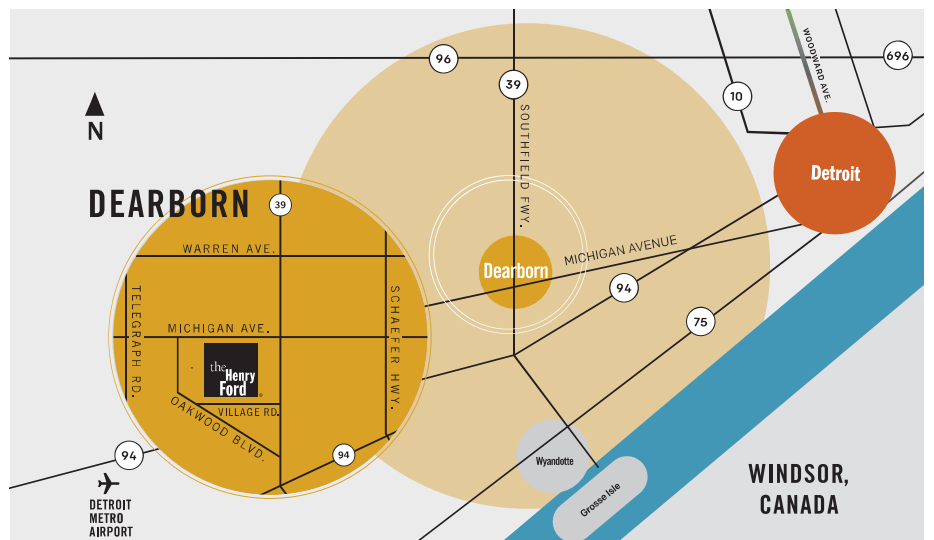 96
39
10
WOODWARD AVE.
696
N
SOUTHFIELD FWY.
Detroit
DEARBORN
39
WARREN AVE.
MICHIGAN AVENUE
Dearborn
94
75
TELEGRAPH RD.
SCHAEFER HWY.
MICHIGAN AVE.
the
Henry
Ford
VILLAGE RD.
OAKWOOD BLVD.
94
94
DETROIT
METRO
AIRPORT
Wyandotte
Grosse Isle
WINDSOR,
CANADA